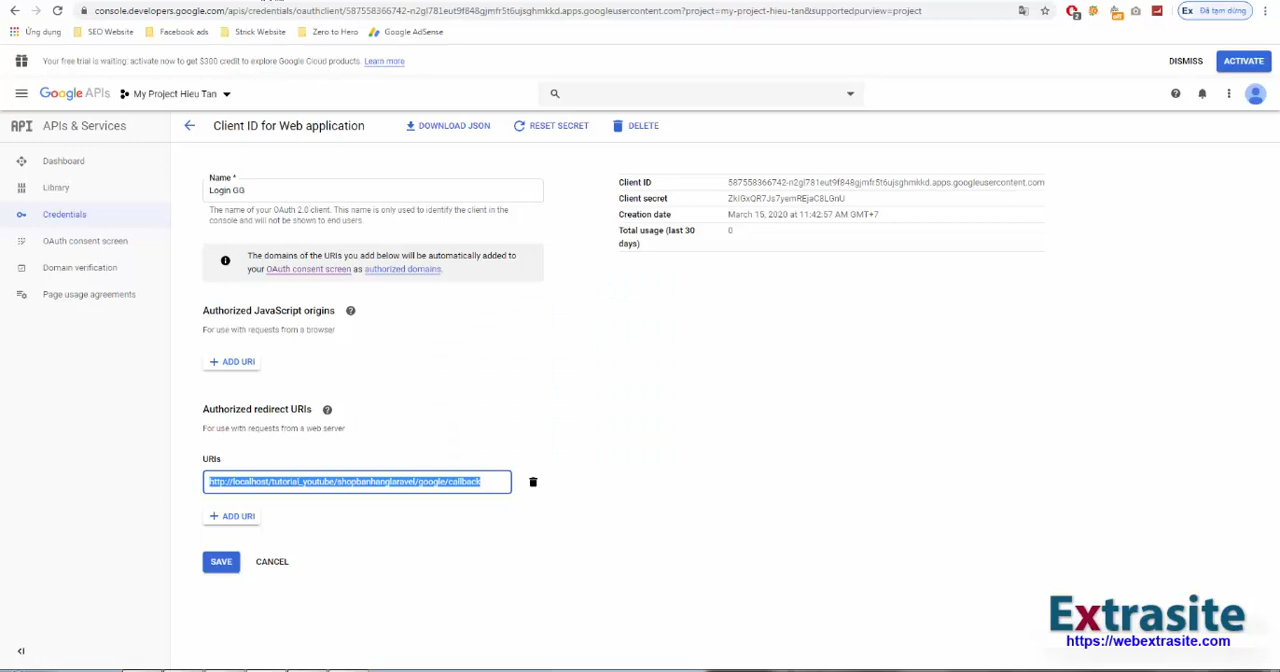 console.developers.google.com/apis/credentials/oauthclient/587558366742-n2gl781eut9f848gjmfr5t6ujsghmkkd.apps.googleusercontent.com?project=my-project-hieu-tan&supportedpurview=project
Ex Đã tạm dừng
Ứng dụng SEO Website Facebook ads Stock Website Zero to Hero Google AdSense
Your free trial is waiting: activate now to get $300 credit to explore Google Cloud products. Learn more DISMISS ACTIVATE
Google APIs My Project Hieu Tan
API APIs & Services Client ID for Web application DOWNLOAD JSON RESET SECRET DELETE
Dashboard
Library
Credentials
OAuth consent screen
Domain verification
Page usage agreements
Name *
Login GG
The name of your OAuth 2.0 client. This name is only used to identify the client in the
console and will not be shown to end users.
The domains of the URIs you add below will be automatically added to
your OAuth consent screen as authorized domains.
Authorized JavaScript origins
For use with requests from a browser
ADD URI
Authorized redirect URIs
For use with requests from a web server
URIs
http://localhost/tutorial_youtube/shopbanhanglaravel/google/callback
ADD URI
SAVE CANCEL
Client ID 587558366742-n2gl781eut9f848gjmfr5t6ujsghmkkd.apps.googleusercontent.com
Client secret ZkIGxQR7Js7yemREjaC8LGnU
Creation date March 15, 2020 at 11:42:57 AM GMT+7
Total usage (last 30 0
days)
Extrasite
https://webextrasite.com